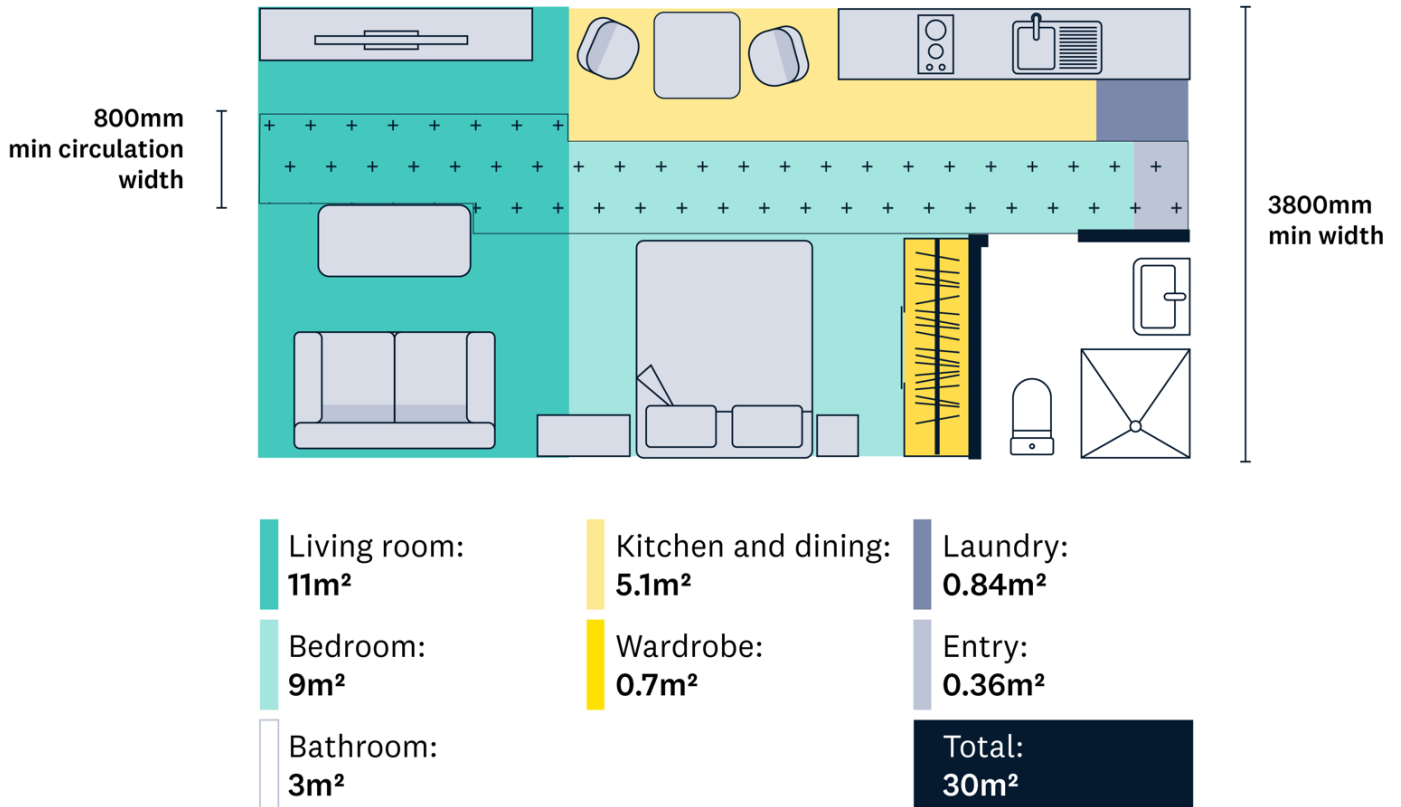 800mm
min circulation
width
3800mm
min width
Living room:
11m²
Kitchen and dining:
5.1m²
Laundry:
0.84m²
Bedroom:
9m²
Wardrobe:
0.7m²
Entry:
0.36m²
Bathroom:
3m²
Total:
30m²